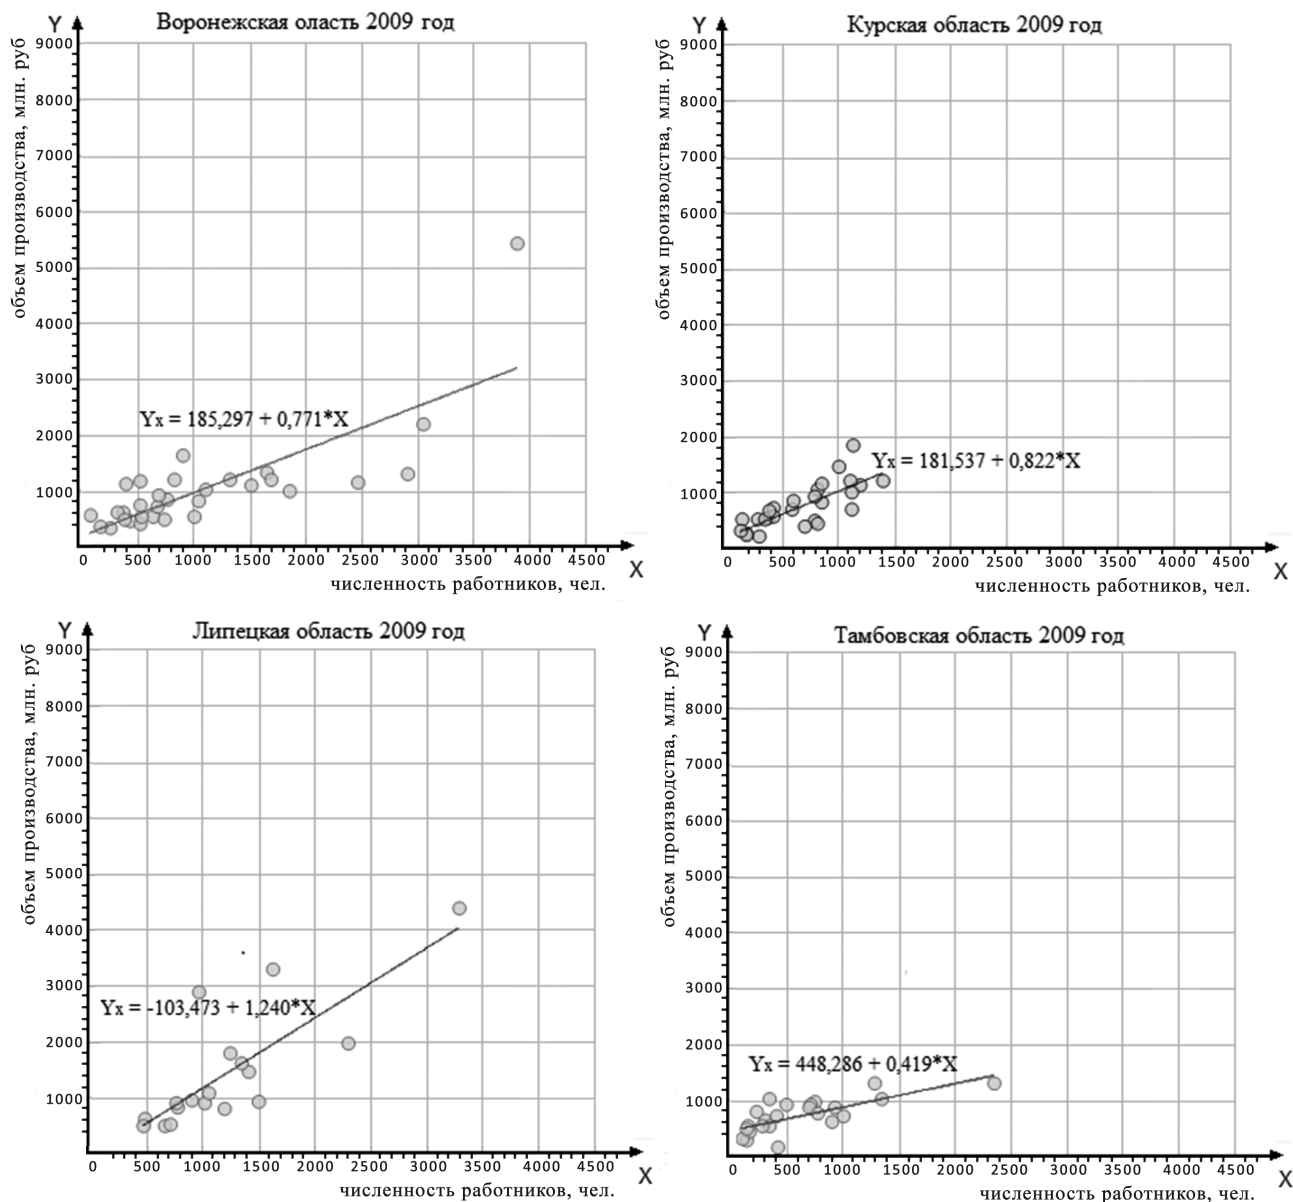 Y
Воронежская оласть 2009 год
объем производства, млн. руб
9000
8000
7000
6000
5000
4000
3000
2000
1000
Yx = 185,297 + 0,771*X
0 500 1000 1500 2000 2500 3000 3500 4000 4500
X
численность работников, чел.
Y
Курская область 2009 год
объем производства, млн. руб
9000
8000
7000
6000
5000
4000
3000
2000
1000
Yx = 181,537 + 0,822*X
0 500 1000 1500 2000 2500 3000 3500 4000 4500
X
численность работников, чел.
Y
Липецкая область 2009 год
объем производства, млн. руб
9000
8000
7000
6000
5000
4000
3000
2000
1000
Yx = -103,473 + 1,240*X
0 500 1000 1500 2000 2500 3000 3500 4000 4500
X
численность работников, чел.
Y
Тамбовская область 2009 год
объем производства, млн. руб
9000
8000
7000
6000
5000
4000
3000
2000
1000
Yx = 448,286 + 0,419*X
0 500 1000 1500 2000 2500 3000 3500 4000 4500
X
численность работников, чел.